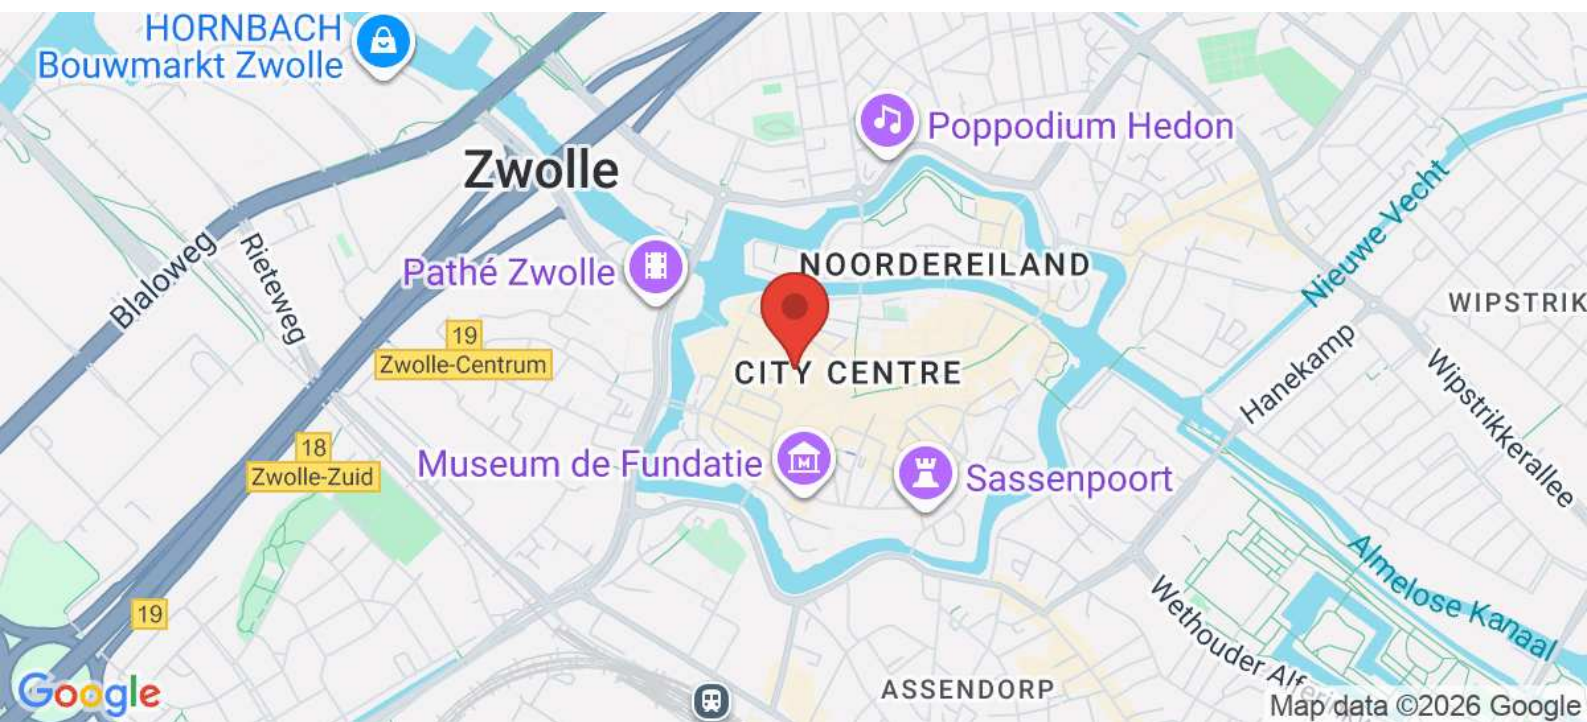 HORNBACH
Bouwmarkt Zwolle
Poppodium Hedon
Zwolle
Nieuwe Vecht
Blaloweg
Rieteweg
Pathé Zwolle
NOORDEREILAND
WIPSTRIK
19
Zwolle-Centrum
CITY CENTRE
Hanekamp
Wipstrikkerallee
18
Zwolle-Zuid
Museum de Fundatie
M
Sassenpoort
Almelose Kanaal
19
Wethouder Alferin
ASSENDORP
Google
Map data ©2026 Google